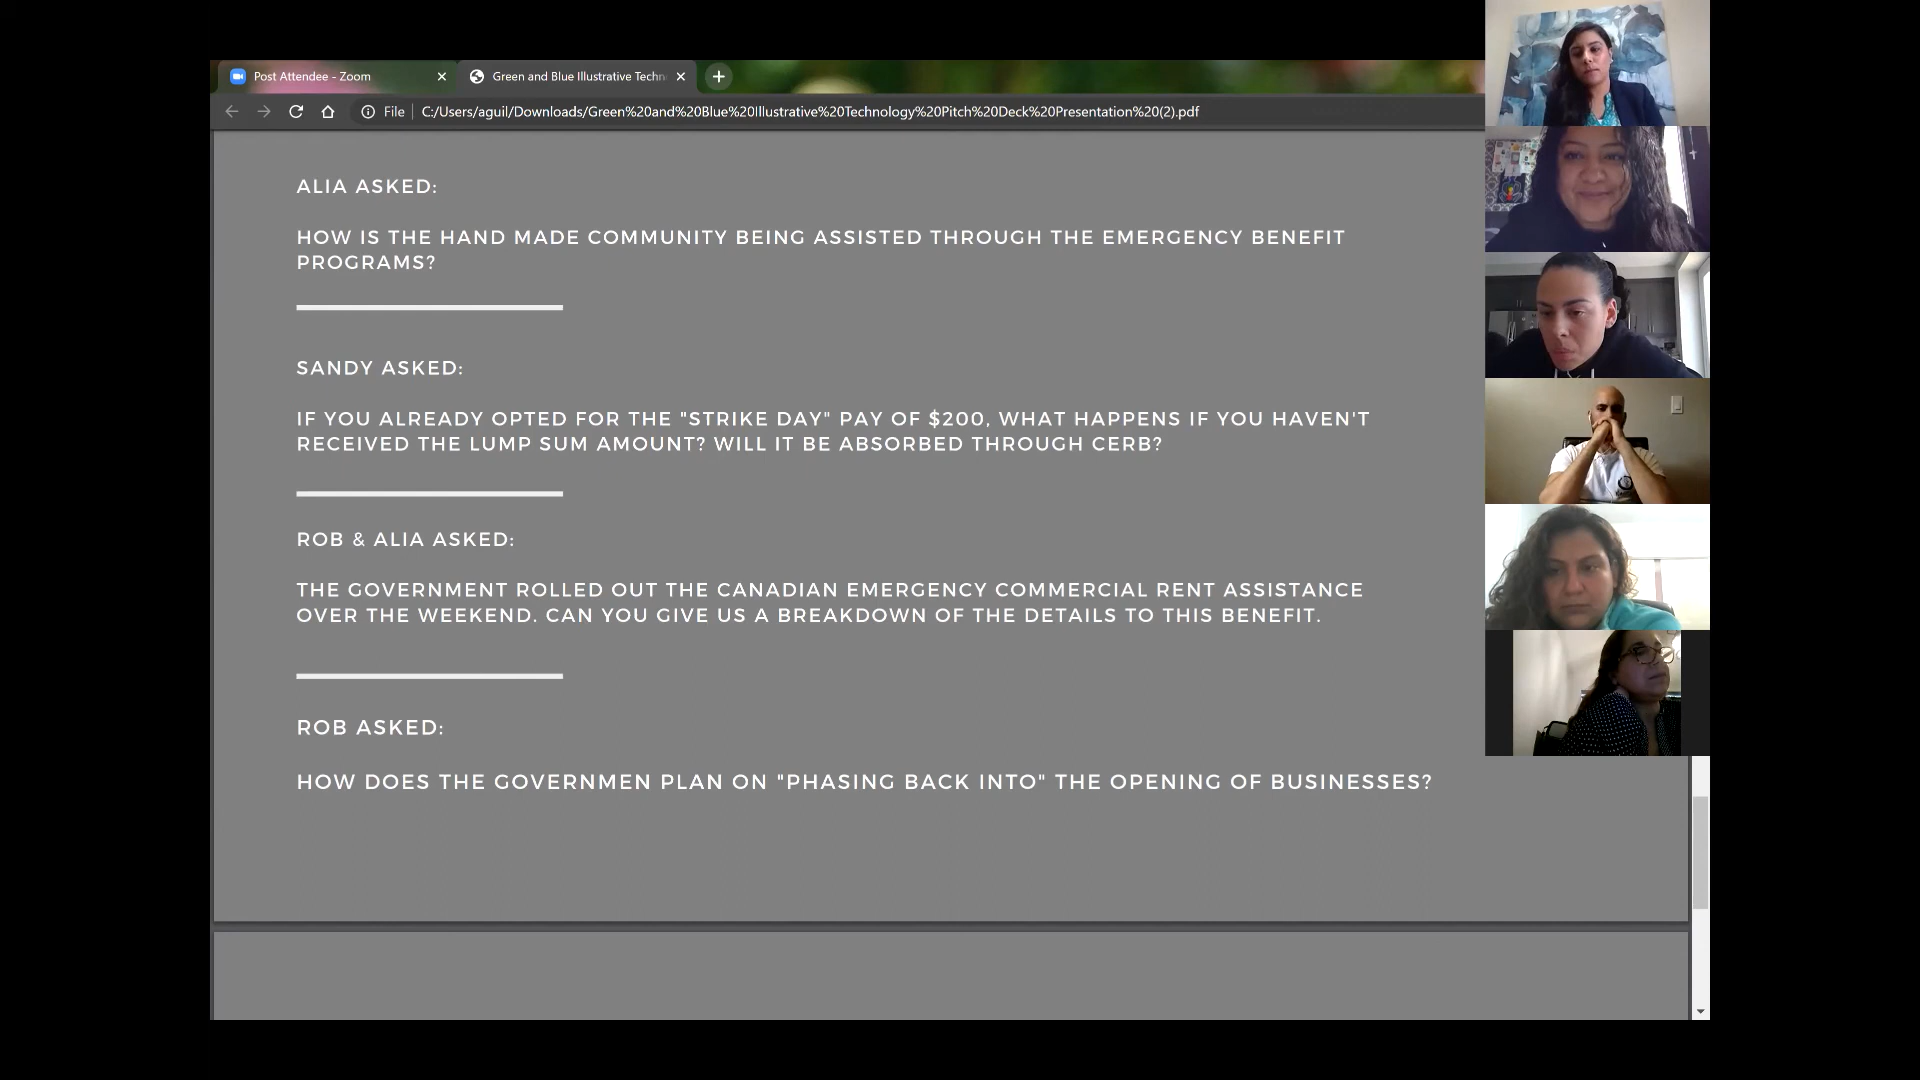 Post Attendee - Zoom
Green and Blue Illustrative Techn
File
C:/Users/aguil/Downloads/Green%20and%20Blue%20Illustrative%20Technology%20Pitch%20Deck%20Presentation%20(2).pdf
ALIA ASKED:
HOW IS THE HAND MADE COMMUNITY BEING ASSISTED THROUGH THE EMERGENCY BENEFIT
PROGRAMS?
SANDY ASKED:
IF YOU ALREADY OPTED FOR THE "STRIKE DAY" PAY OF $200, WHAT HAPPENS IF YOU HAVEN'T
RECEIVED THE LUMP SUM AMOUNT? WILL IT BE ABSORBED THROUGH CERB?
ROB & ALIA ASKED:
THE GOVERNMENT ROLLED OUT THE CANADIAN EMERGENCY COMMERCIAL RENT ASSISTANCE
OVER THE WEEKEND. CAN YOU GIVE US A BREAKDOWN OF THE DETAILS TO THIS BENEFIT.
ROB ASKED:
HOW DOES THE GOVERNMEN PLAN ON "PHASING BACK INTO" THE OPENING OF BUSINESSES?